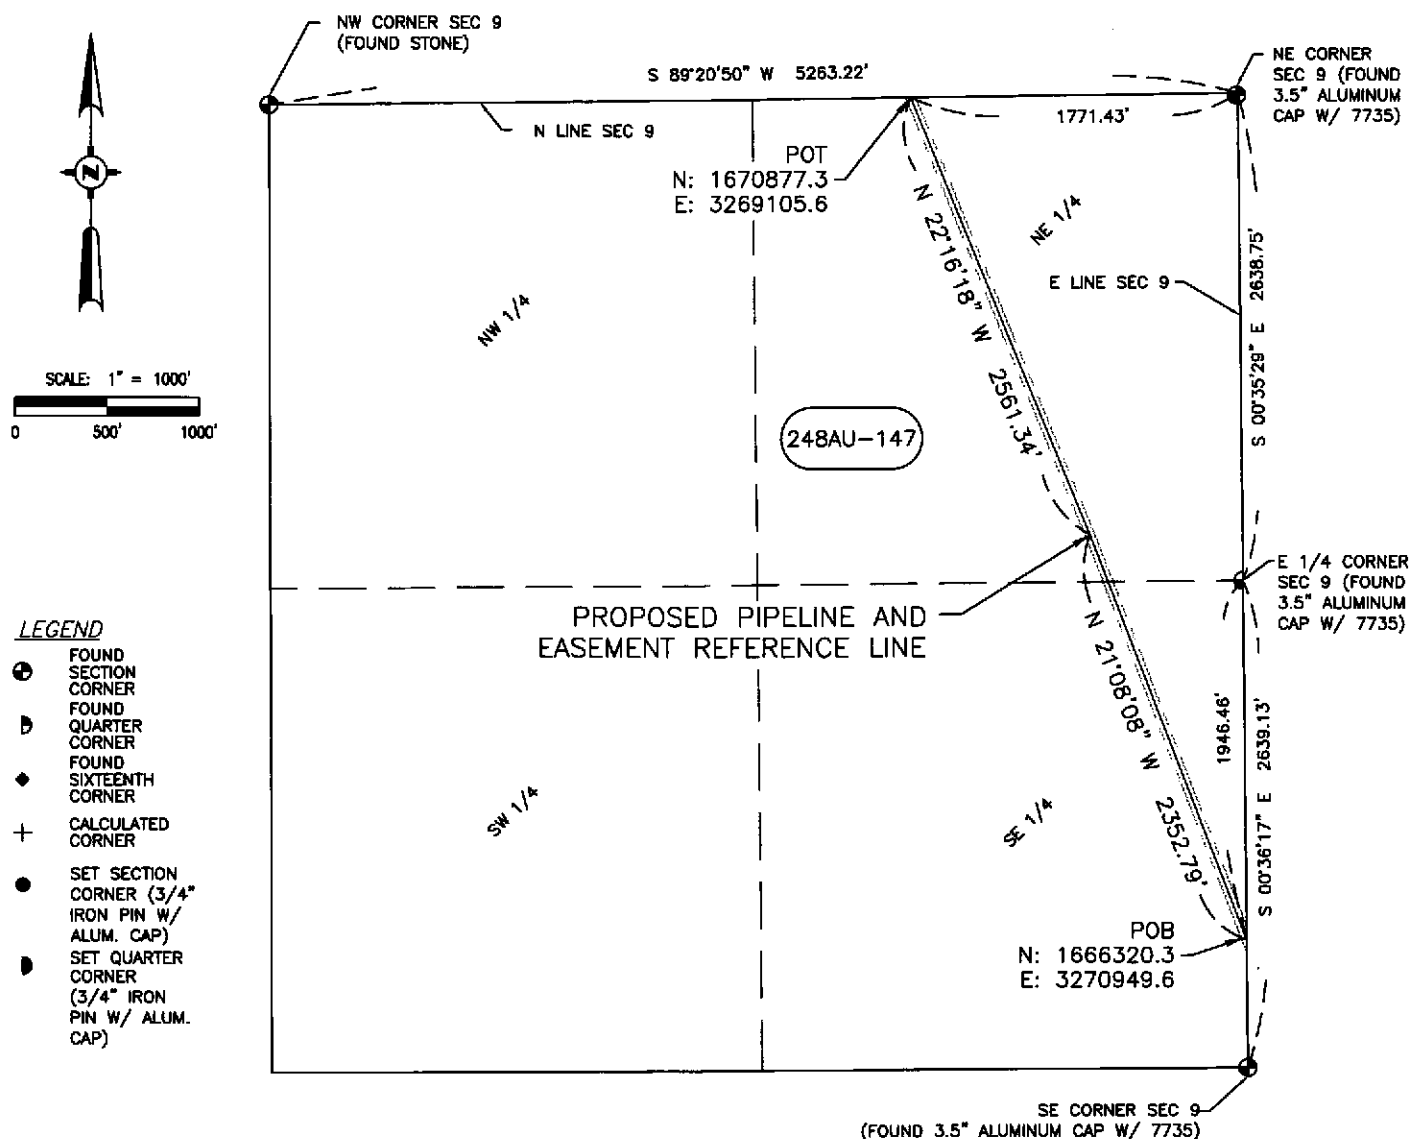 NW CORNER SEC 9
(FOUND STONE)
S 89°20'50" W 5263.22'
NE CORNER
SEC 9 (FOUND
3.5" ALUMINUM
CAP W/ 7735)
N LINE SEC 9
1771.43'
POT
N: 1670877.3
E: 3269105.6
N 22°16'18" W 2561.34'
NE 1/4
E LINE SEC 9
S 00°35'29" E 2638.75'
NW 1/4
Z
SCALE: 1" = 1000'
0 500' 1000'
248AU-147
E 1/4 CORNER
SEC 9 (FOUND
3.5" ALUMINUM
CAP W/ 7735)
PROPOSED PIPELINE AND
EASEMENT REFERENCE LINE
N 21°08'08" W 2352.79'
1946.46'
S 00°36'17" E 2639.13'
LEGEND
FOUND
SECTION
CORNER
FOUND
QUARTER
CORNER
FOUND
SIXTEENTH
CORNER
CALCULATED
CORNER
SET SECTION
CORNER (3/4"
IRON PIN W/
ALUM. CAP)
SET QUARTER
CORNER
(3/4" IRON
PIN W/ ALUM.
CAP)
SW 1/4
SE 1/4
POB
N: 1666320.3
E: 3270949.6
SE CORNER SEC 9
(FOUND 3.5" ALUMINUM CAP W/ 7735)